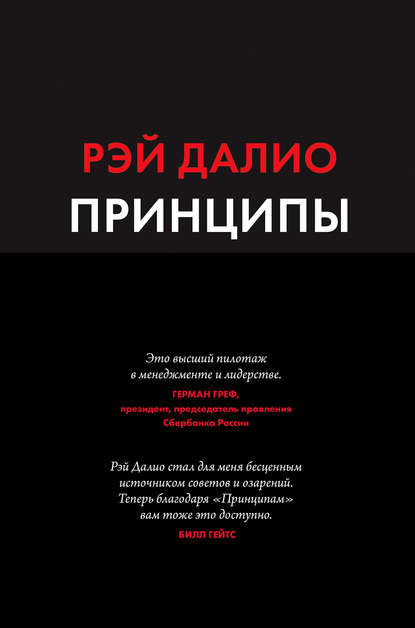 РЭЙ ДАЛИО
ПРИНЦИПЫ
Это высший пилотаж
в менеджменте и лидерстве.
ГЕРМАН ГРЕФ,
президент, председатель правления
Сбербанка России
Рэй Далио стал для меня бесценным
источником советов и озарений.
Теперь благодаря «Принципам»
вам тоже это доступно.
БИЛЛ ГЕЙТС